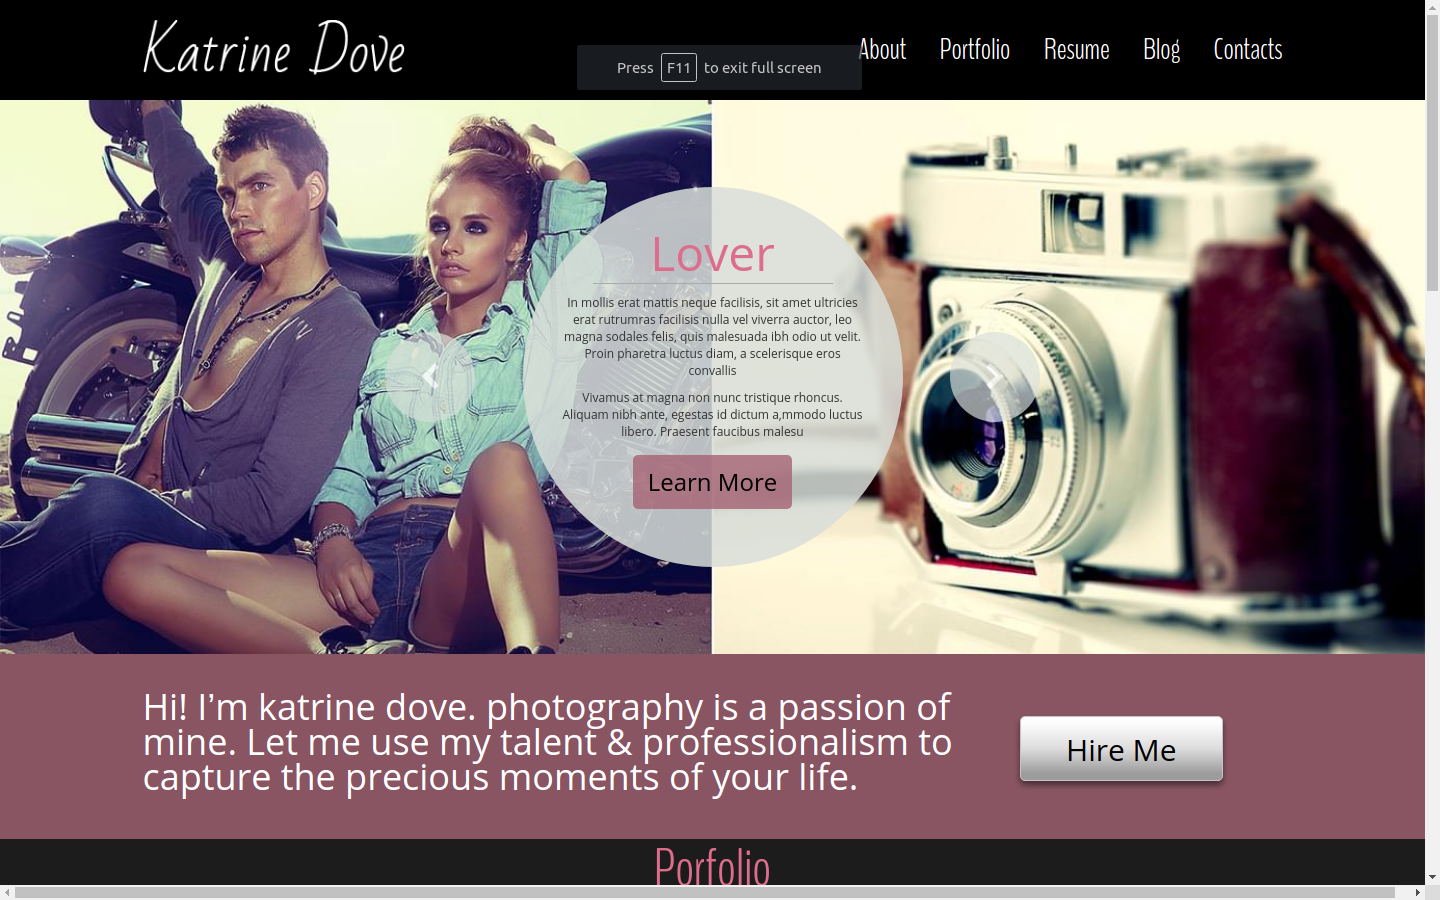 Katrine Dove
About Portfolio Resume Blog Contacts
Press F11 to exit full screen
Lover
In mollis erat mattis neque facilisis, sit amet ultricies
erat rutrumras facilisis nulla vel viverra auctor, leo
magna sodales felis, quis malesuada ibh odio ut velit.
Proin pharetra luctus diam, a scelerisque eros
convallis
Vivamus at magna non nunc tristique rhoncus.
Aliquam nibh ante, egestas id dictum a,mmodo luctus
libero. Praesent faucibus malesu
Learn More
Hi! I’m katrine dove. photography is a passion of
mine. Let me use my talent & professionalism to
capture the precious moments of your life.
Hire Me
Porfolio